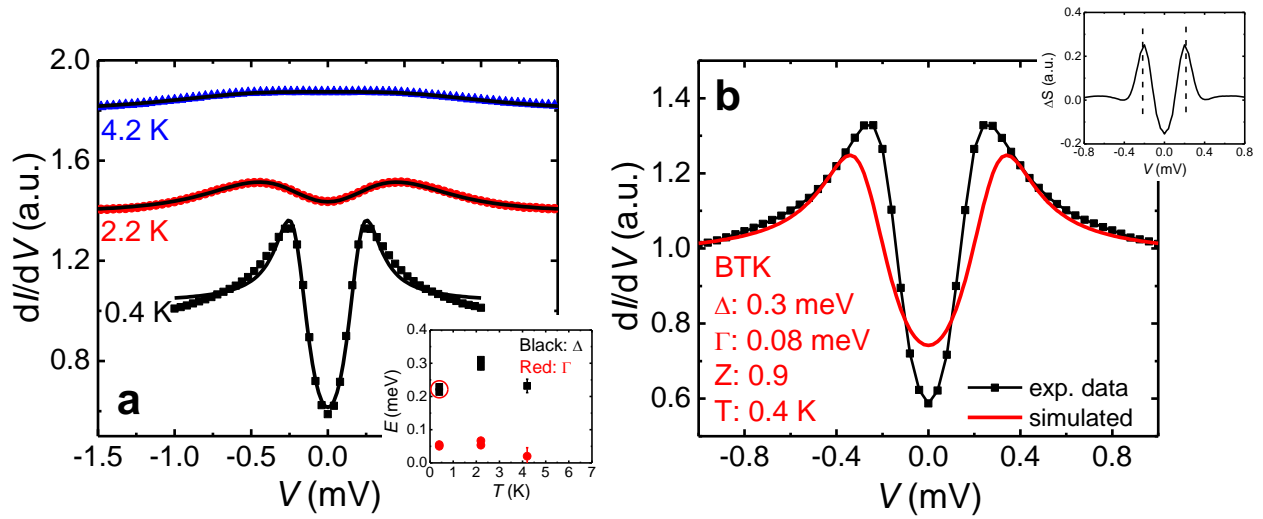 2.0
1.6
1.2
0.8
dI/dV (a.u.)
4.2 K
2.2 K
0.4 K
a
-1.5 -1.0 -0.5 0.0
V (mV)
Black: Δ
Red: Γ
0.4
0.3
0.2
0.1
0.0
E (meV)
0 1 2 3 4 5 6 7
T (K)
b
1.4
1.2
1.0
0.8
0.6
dI/dV (a.u.)
BTK
Δ: 0.3 meV
Γ: 0.08 meV
Z: 0.9
T: 0.4 K
exp. data
simulated
-0.8 -0.4 0.0 0.4 0.8
V (mV)
0.4
0.2
0.0
-0.2
ΔS (a.u.)
-0.8 -0.4 0.0 0.4 0.8
V (mV)